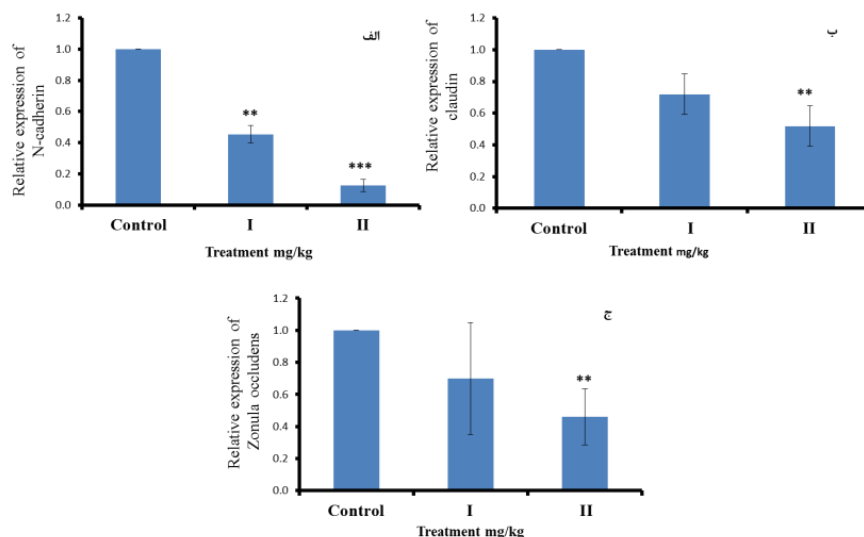 الف
Relative expression of
N-cadherin
1.2
1.0
0.8
0.6
0.4
0.2
0.0
**
***
Control I II
Treatment mg/kg
ب
Relative expression of
claudin
1.2
1.0
0.8
0.6
0.4
0.2
0.0
**
Control I II
Treatment mg/kg
ج
Relative expression of
Zonula occludens
1.2
1.0
0.8
0.6
0.4
0.2
0.0
**
Control I II
Treatment mg/kg